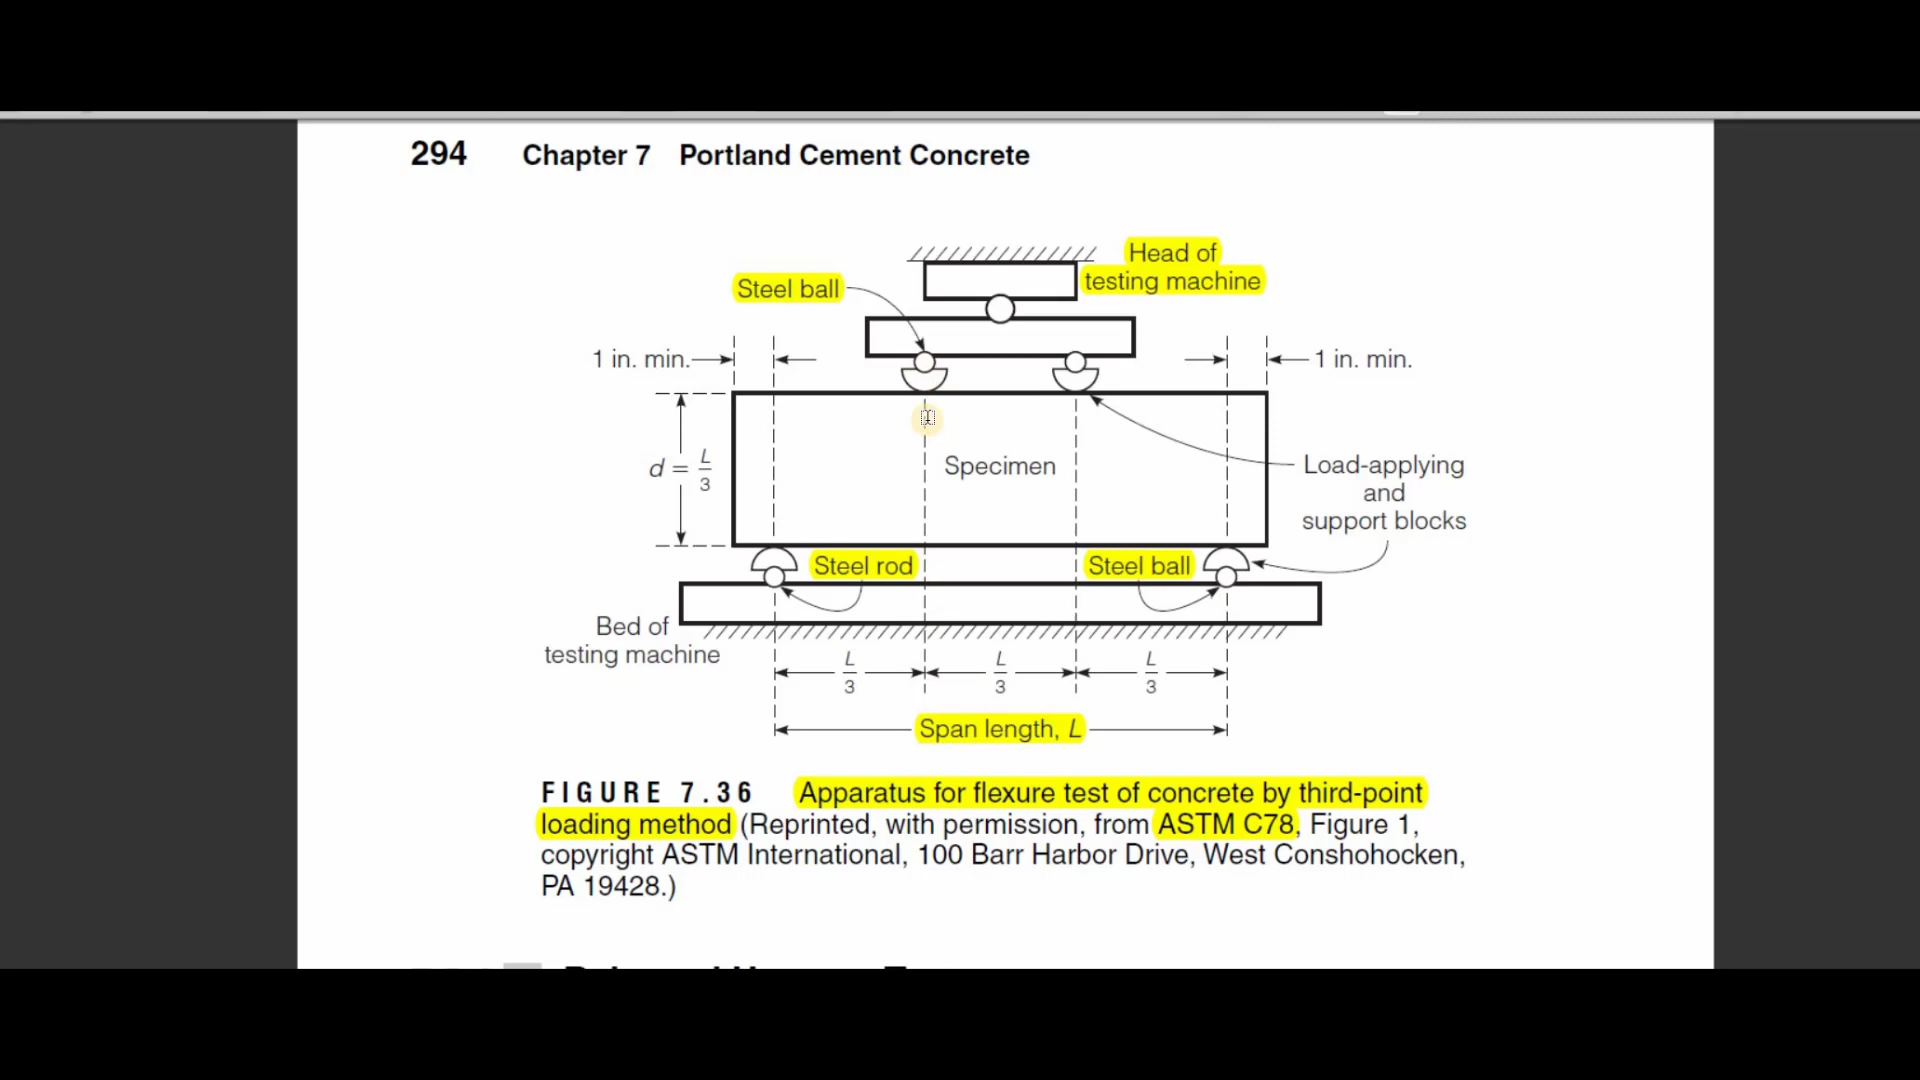 294 Chapter 7 Portland Cement Concrete
Head of
testing machine
Steel ball
1 in. min.
1 in. min.
d = L/3
Specimen
Load-applying
and
support blocks
Steel rod
Steel ball
Bed of
testing machine
L/3
L/3
L/3
Span length, L
FIGURE 7.36 Apparatus for flexure test of concrete by third-point
loading method (Reprinted, with permission, from ASTM C78, Figure 1,
copyright ASTM International, 100 Barr Harbor Drive, West Conshohocken,
PA 19428.)